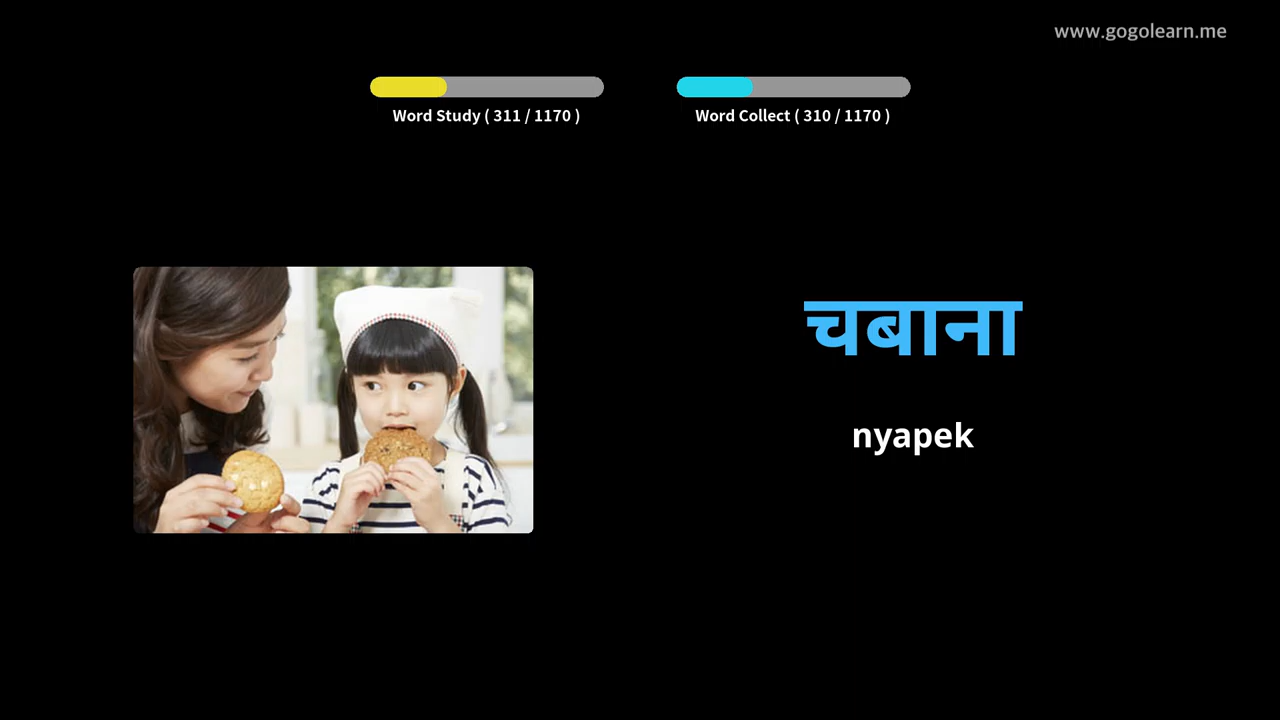 www.gogolearn.me
Word Study ( 311 / 1170 )
Word Collect ( 310 / 1170 )
चबाना
nyapek